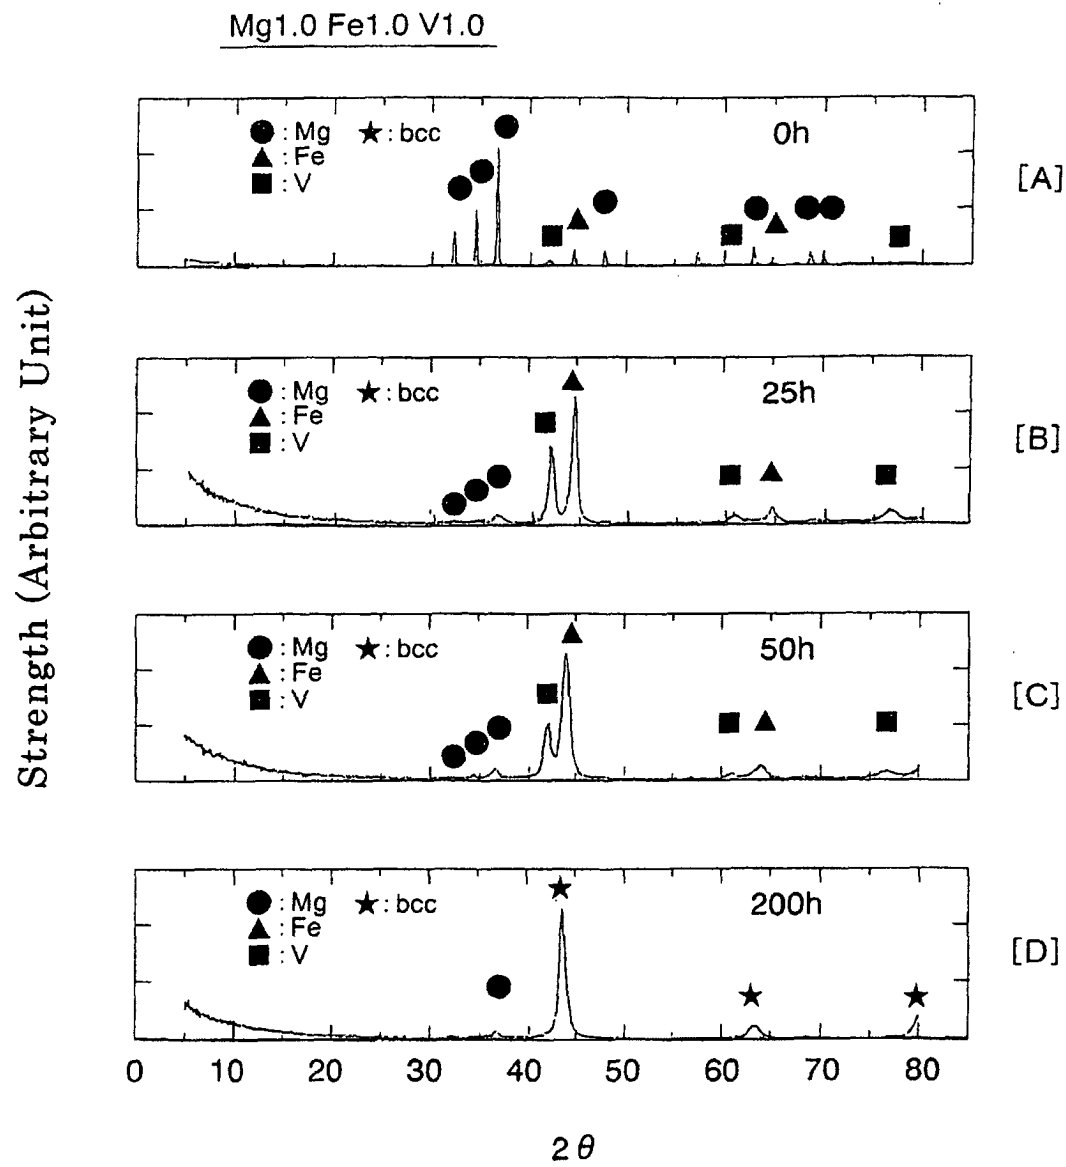 Mg1.0 Fe1.0 V1.0
● : Mg ★ : bcc
▲ : Fe
■ : V
0h
[A]
● : Mg ★ : bcc
▲ : Fe
■ : V
25h
[B]
● : Mg ★ : bcc
▲ : Fe
■ : V
50h
[C]
● : Mg ★ : bcc
▲ : Fe
■ : V
200h
[D]
Strength (Arbitrary Unit)
0 10 20 30 40 50 60 70 80
2θ